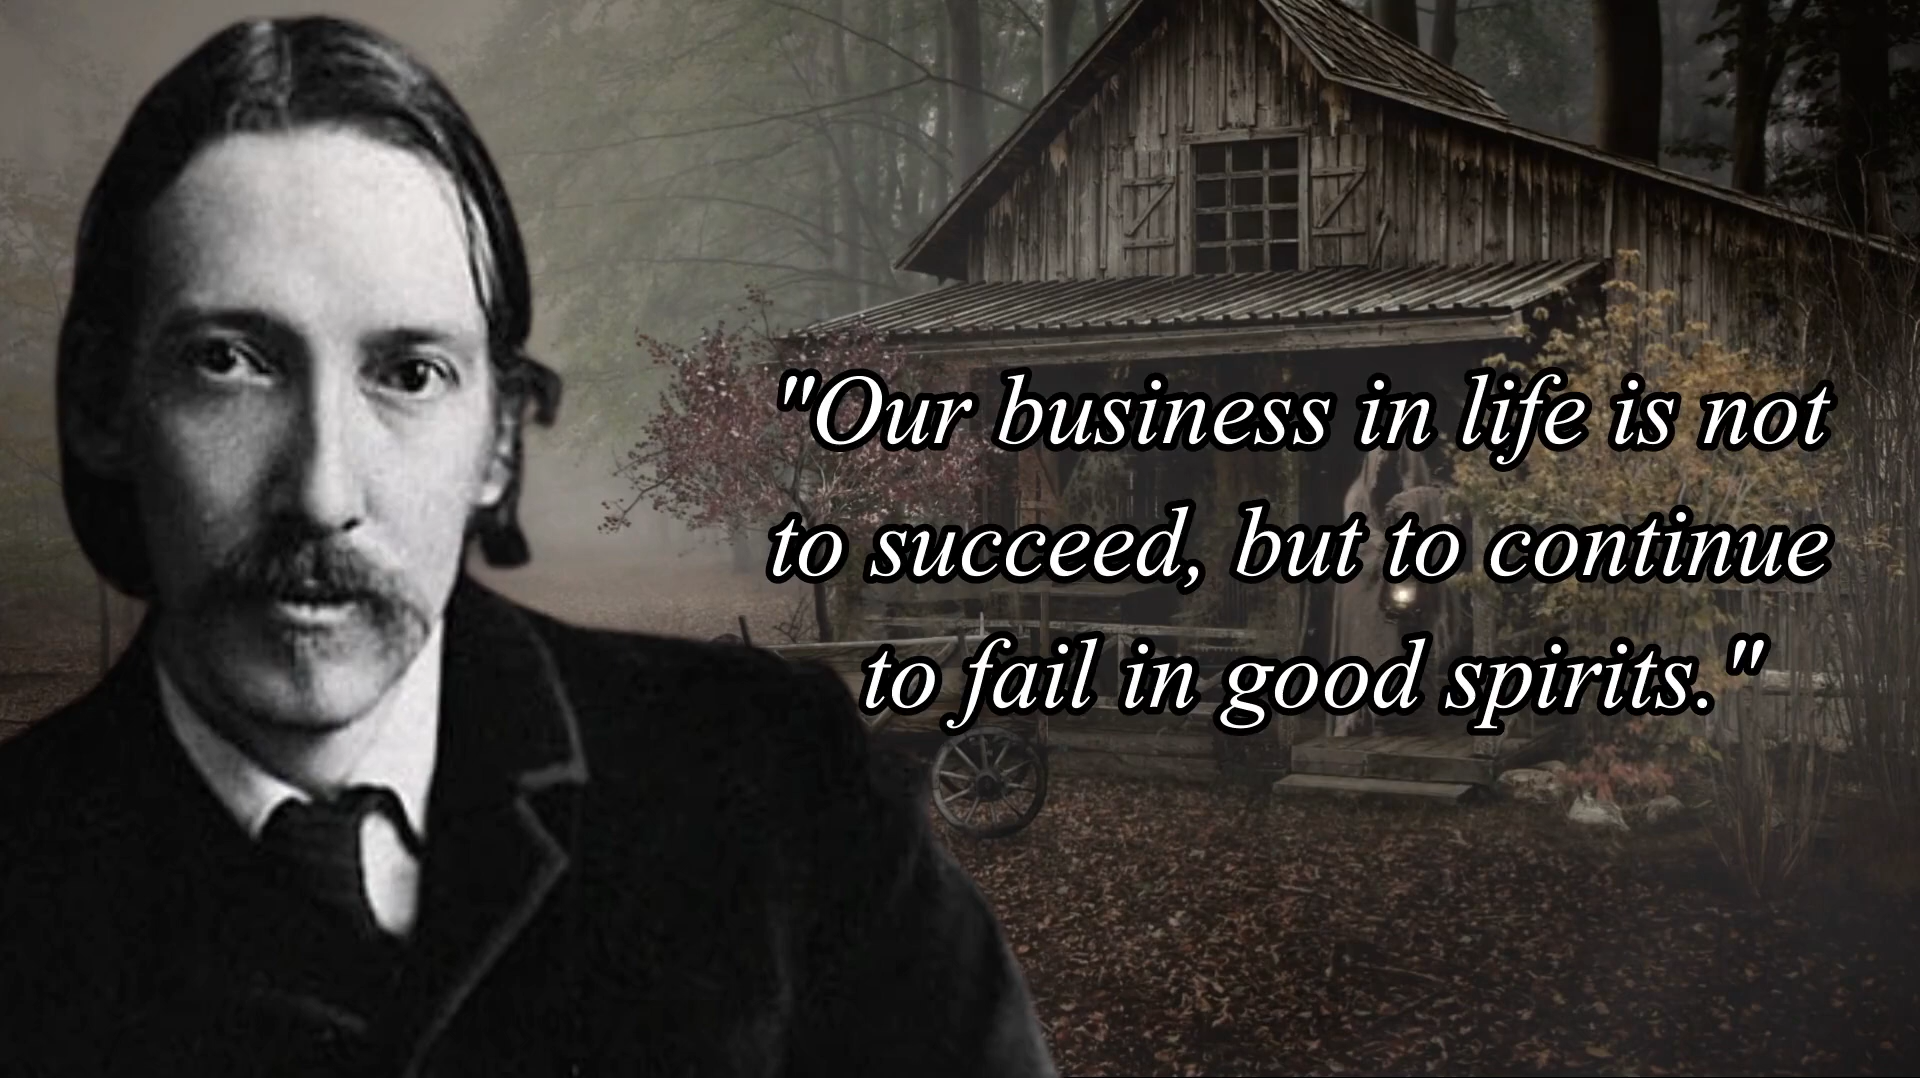 "Our business in life is not
to succeed, but to continue
to fail in good spirits."